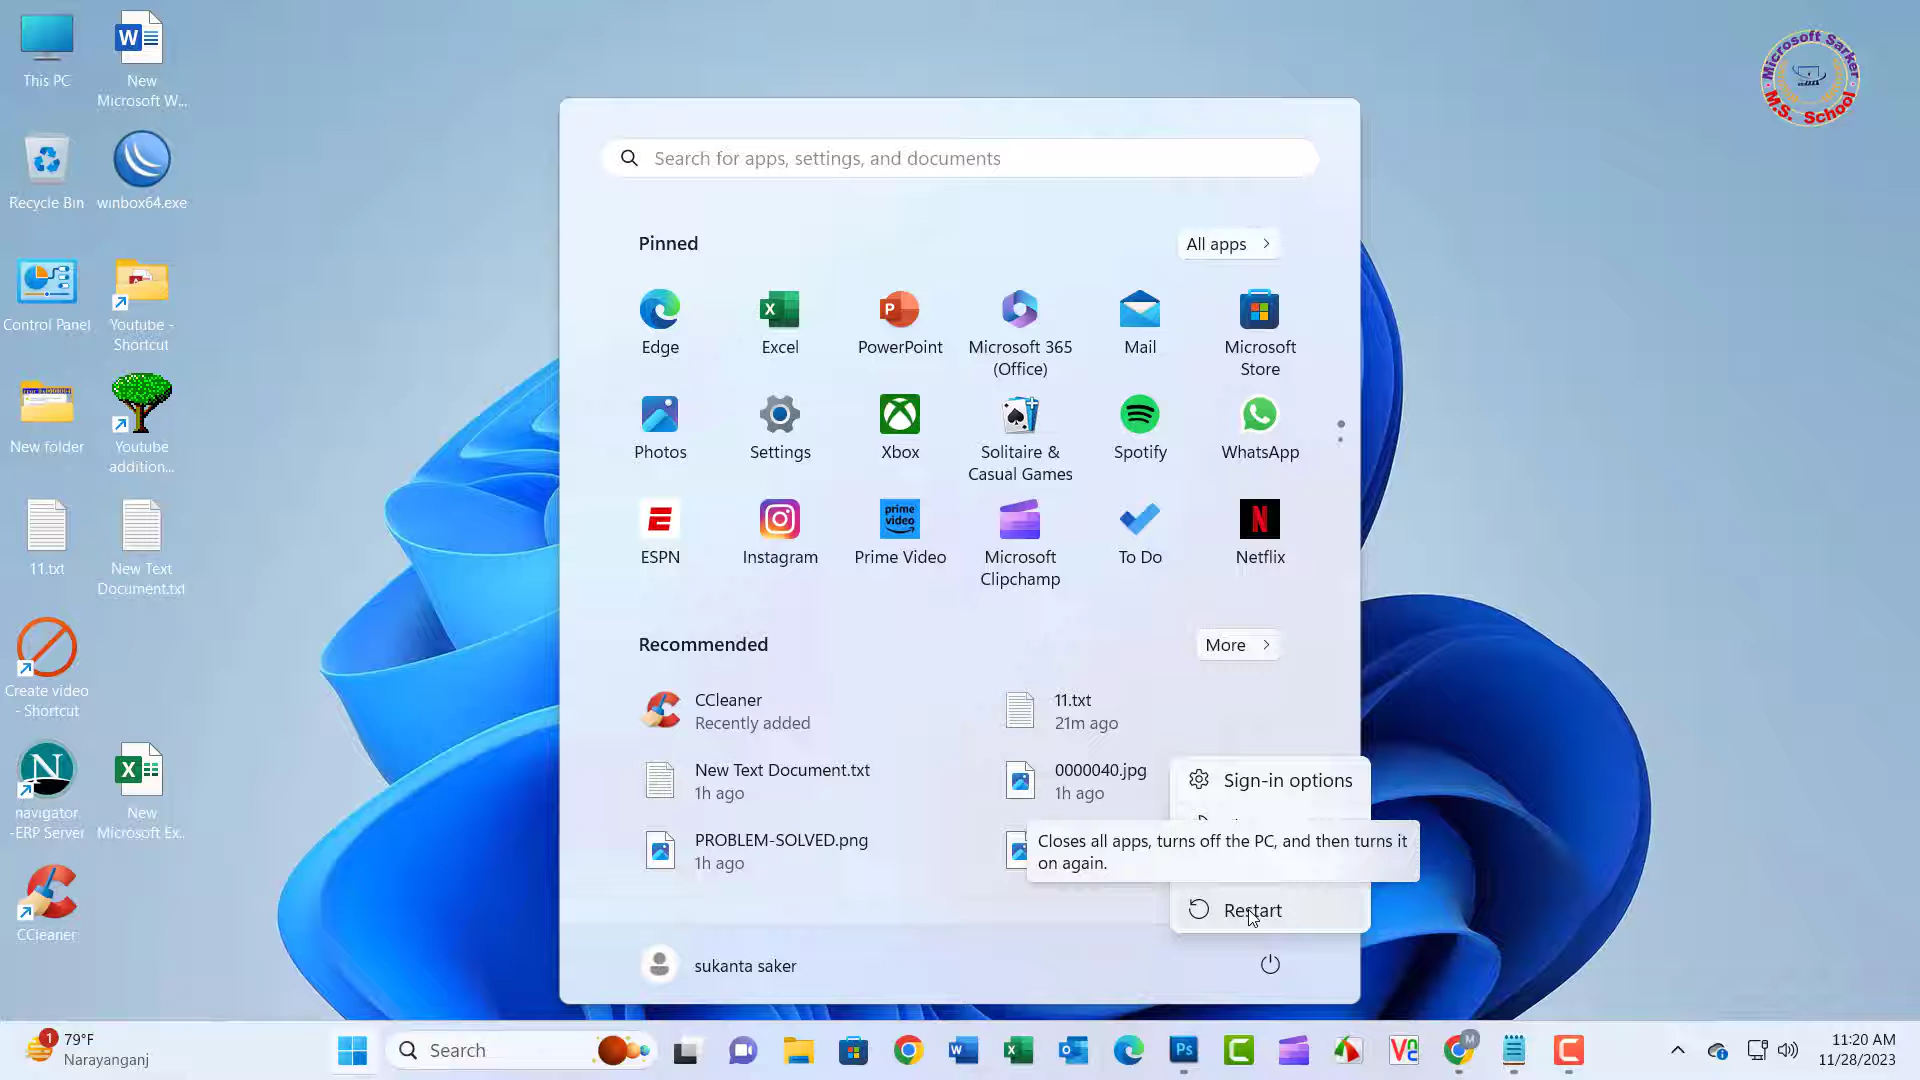 This PC
New
Microsoft W...
Recycle Bin
winbox64.exe
Control Panel
Youtube -
Shortcut
New folder
Youtube
addition...
11.txt
New Text
Document.txt
Create video
- Shortcut
navigator
-ERP Server
New
Microsoft Ex...
CCleaner
Microsoft Sarker
M.S. School
Search for apps, settings, and documents
Pinned
All apps
Edge
Excel
PowerPoint
Microsoft 365
(Office)
Mail
Microsoft
Store
Photos
Settings
Xbox
Solitaire &
Casual Games
Spotify
WhatsApp
ESPN
Instagram
prime
video
Prime Video
Microsoft
Clipchamp
To Do
Netflix
Recommended
More
CCleaner
Recently added
11.txt
21m ago
New Text Document.txt
1h ago
0000040.jpg
1h ago
PROBLEM-SOLVED.png
1h ago
Sign-in options
Closes all apps, turns off the PC, and then turns it
on again.
Restart
sukanta saker
1
79°F
Narayanganj
Search
11:20 AM
11/28/2023